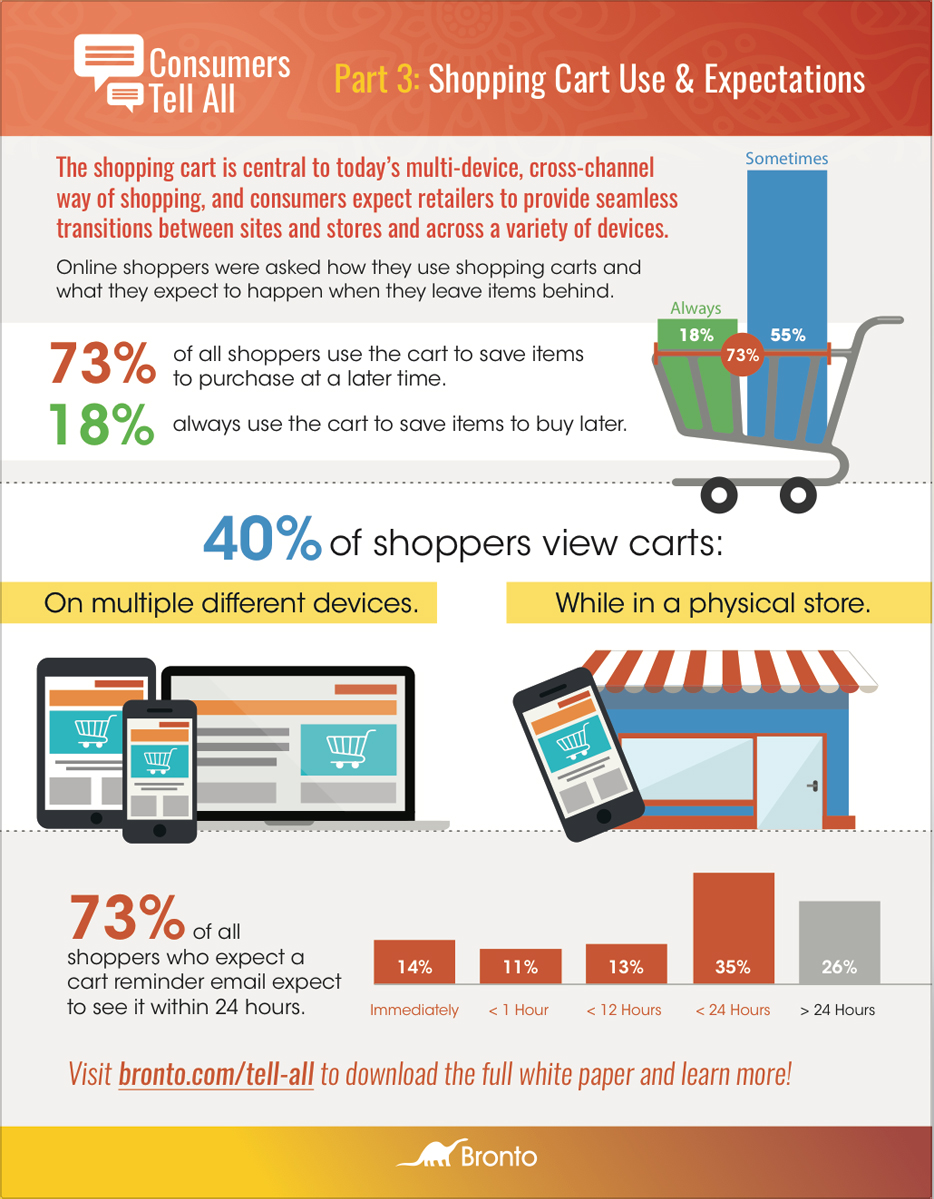 Consumers
Tell All
Part 3: Shopping Cart Use & Expectations
The shopping cart is central to today’s multi-device, cross-channel
way of shopping, and consumers expect retailers to provide seamless
transitions between sites and stores and across a variety of devices.
Online shoppers were asked how they use shopping carts and
what they expect to happen when they leave items behind.
Sometimes
Always
18%
55%
73%
73% of all shoppers use the cart to save items
to purchase at a later time.
18% always use the cart to save items to buy later.
40% of shoppers view carts:
On multiple different devices.
While in a physical store.
73% of all
shoppers who expect a
cart reminder email expect
to see it within 24 hours.
14%
11%
13%
35%
26%
Immediately
< 1 Hour
< 12 Hours
< 24 Hours
> 24 Hours
Visit bronto.com/tell-all to download the full white paper and learn more!
Bronto